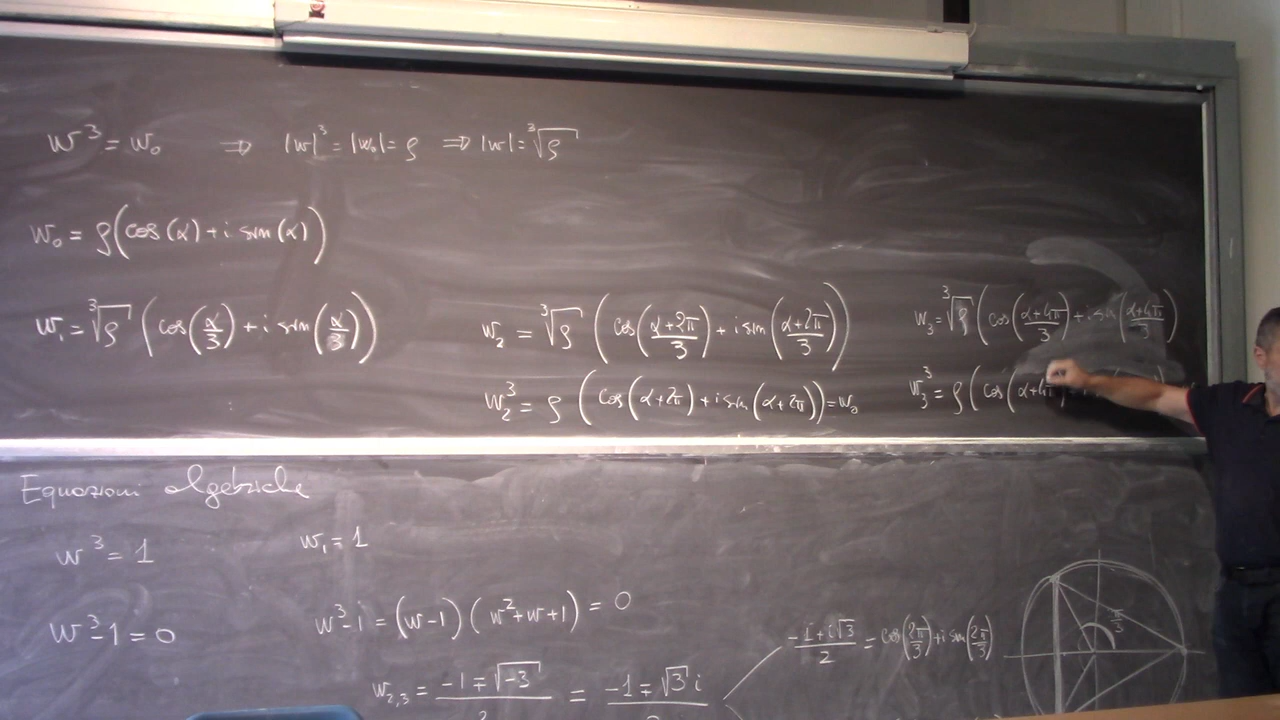 w³ = w₀ ⇒ |w|³ = |w₀| = ρ ⇒ |w| = ∛ρ
w₀ = ρ(cos(α) + i sin(α))
w₁ = ∛ρ (cos(α/3) + i sin(α/3))
w₂ = ∛ρ (cos((α+2π)/3) + i sin((α+2π)/3))
w₂³ = ρ (cos(α+2π) + i sin(α+2π)) = w₀
w₃ = ∛ρ (cos((α+4π)/3) + i sin((α+4π)/3))
w₃³ = ρ (cos(α+4π
Equazioni algebriche
w³ = 1 w₁ = 1
w³-1 = 0 w³-1 = (w-1)(w²+w+1) = 0
w₂,₃ = (-1∓√-3)/2 = (-1∓√3 i)/2
(-1+i√3)/2 = cos(2π/3) + i sin(2π/3)